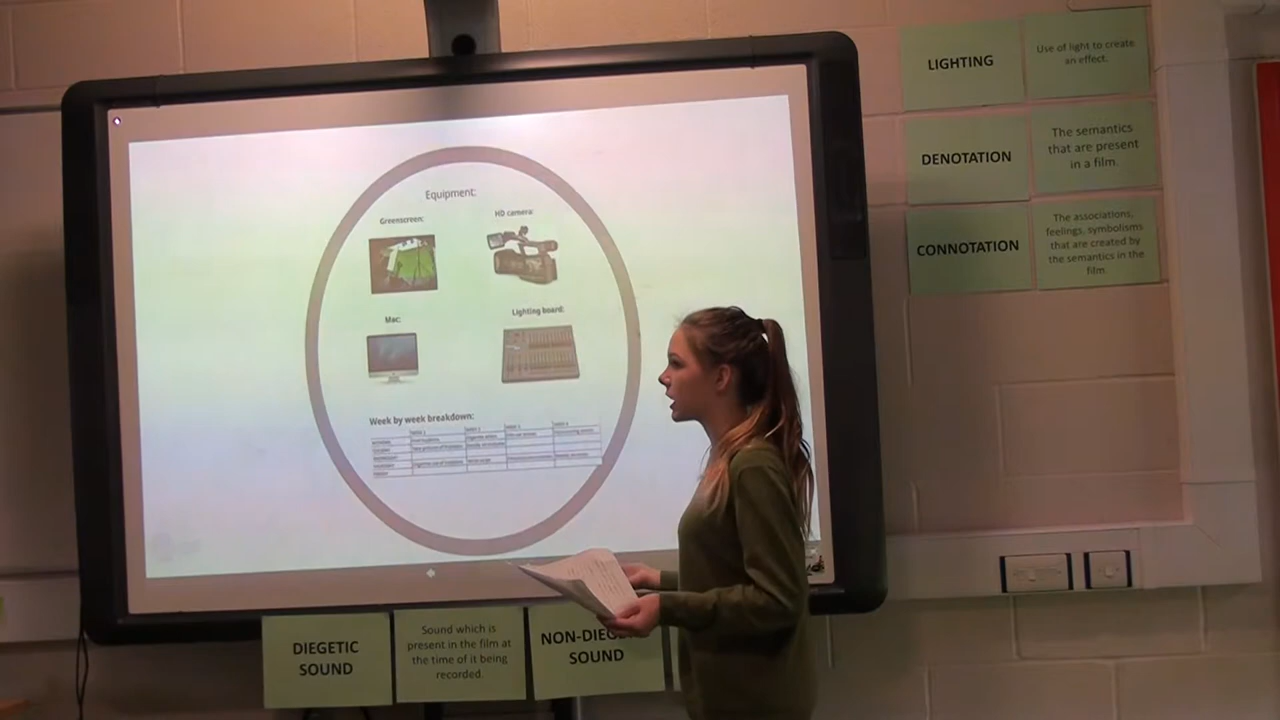 Equipment:
Greenscreen:
HD camera:
Mac:
Lighting board:
Week by week breakdown:
LIGHTING
Use of light to create
an effect.
DENOTATION
The semantics
that are present
in a film.
CONNOTATION
The associations,
feelings, symbolisms
that are created by
the semantics in the
film.
DIEGETIC
SOUND
Sound which is
present in the film at
the time of it being
recorded.
NON-DIEGETIC
SOUND